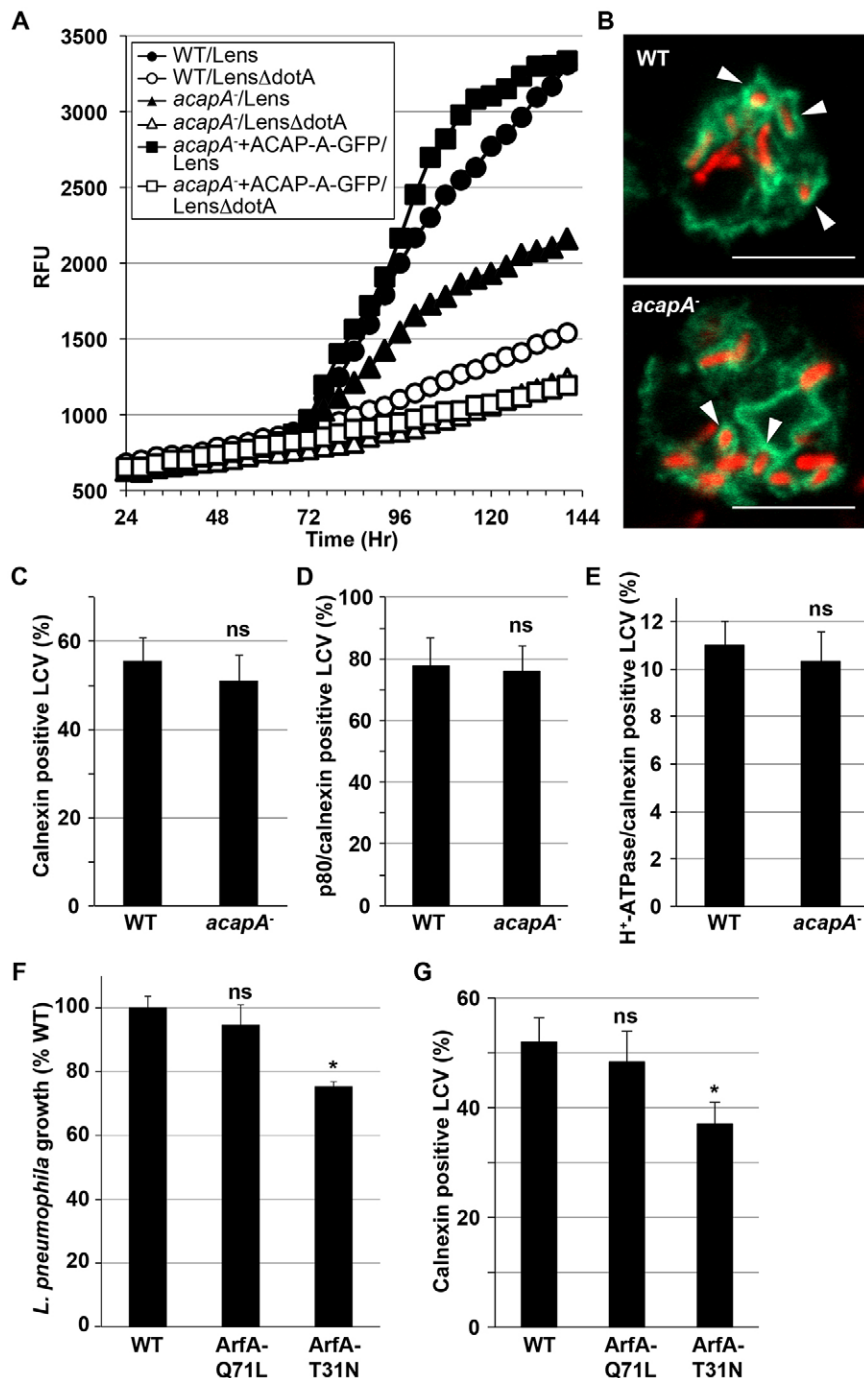 A
3500
3000
2500
2000
1500
1000
500
RFU
WT/Lens
WT/LensΔdotA
acapA-/Lens
acapA-/LensΔdotA
acapA-+ACAP-A-GFP/
Lens
acapA-+ACAP-A-GFP/
LensΔdotA
24 48 72 96 120 144
Time (Hr)
B
WT
acapA-
C
Calnexin positive LCV (%)
60
40
20
0
ns
WT acapA-
D
p80/calnexin positive LCV (%)
100
80
60
40
20
0
ns
WT acapA-
E
H+-ATPase/calnexin positive LCV (%)
12
10
8
6
4
2
0
ns
WT acapA-
F
L. pneumophila growth (% WT)
100
80
60
40
20
0
ns
*
WT ArfA- ArfA-
Q71L T31N
G
Calnexin positive LCV (%)
60
40
20
0
ns
*
WT ArfA- ArfA-
Q71L T31N